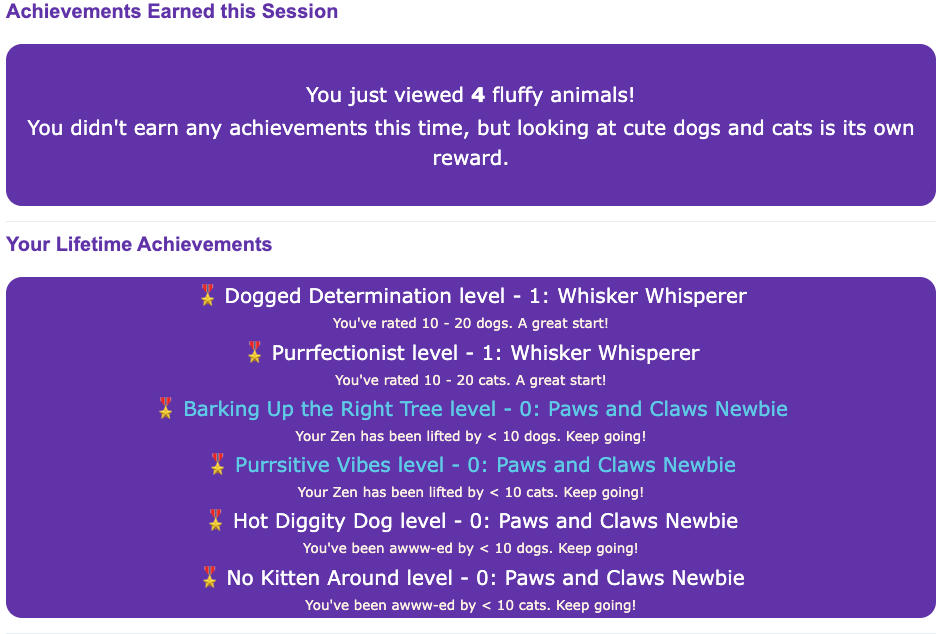 Achievements Earned this Session
You just viewed 4 fluffy animals!
You didn't earn any achievements this time, but looking at cute dogs and cats is its own
reward.
Your Lifetime Achievements
Dogged Determination level - 1: Whisker Whisperer
You've rated 10 - 20 dogs. A great start!
Purrfectionist level - 1: Whisker Whisperer
You've rated 10 - 20 cats. A great start!
Barking Up the Right Tree level - 0: Paws and Claws Newbie
Your Zen has been lifted by < 10 dogs. Keep going!
Purrsitive Vibes level - 0: Paws and Claws Newbie
Your Zen has been lifted by < 10 cats. Keep going!
Hot Diggity Dog level - 0: Paws and Claws Newbie
You've been awww-ed by < 10 dogs. Keep going!
No Kitten Around level - 0: Paws and Claws Newbie
You've been awww-ed by < 10 cats. Keep going!